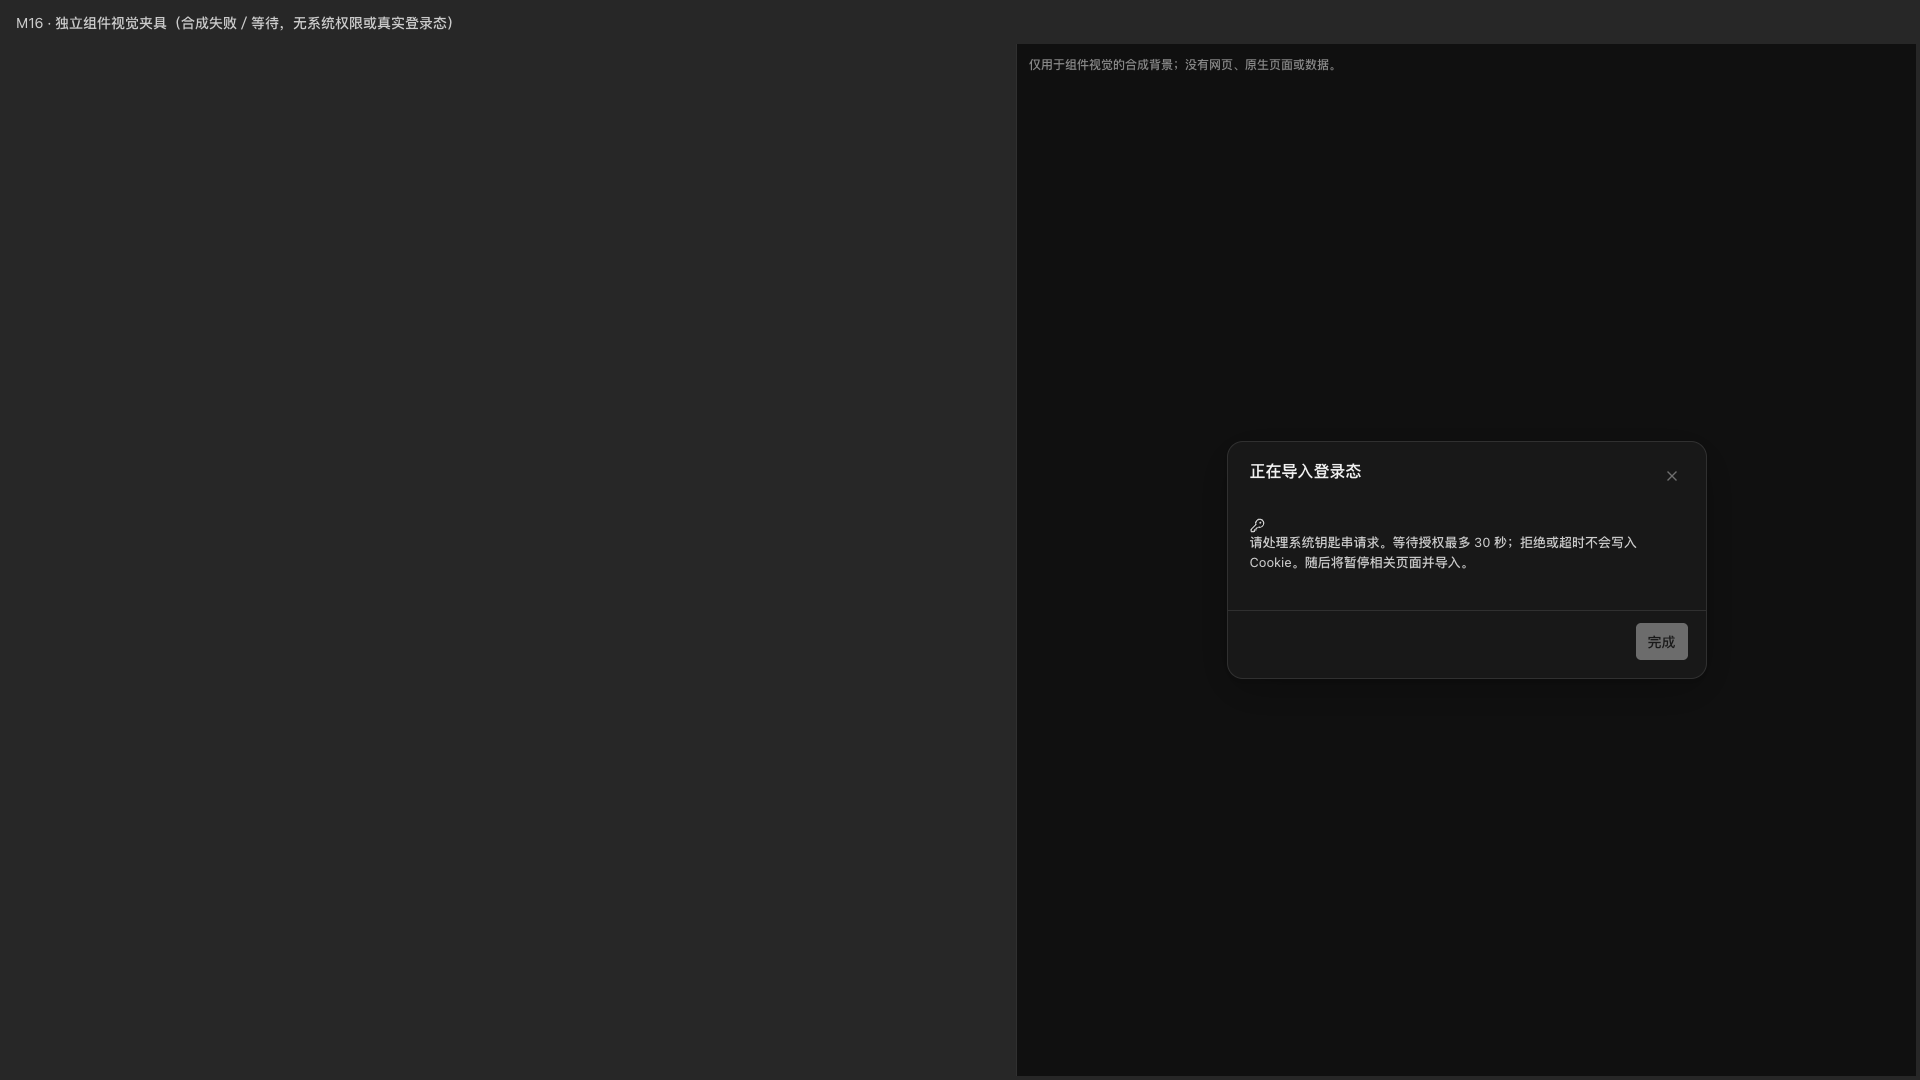 M16 · 独立组件视觉夹具（合成失败 / 等待，无系统权限或真实登录态）
仅用于组件视觉的合成背景；没有网页、原生页面或数据。
正在导入登录态
请处理系统钥匙串请求。等待授权最多 30 秒；拒绝或超时不会写入
Cookie。随后将暂停相关页面并导入。
完成